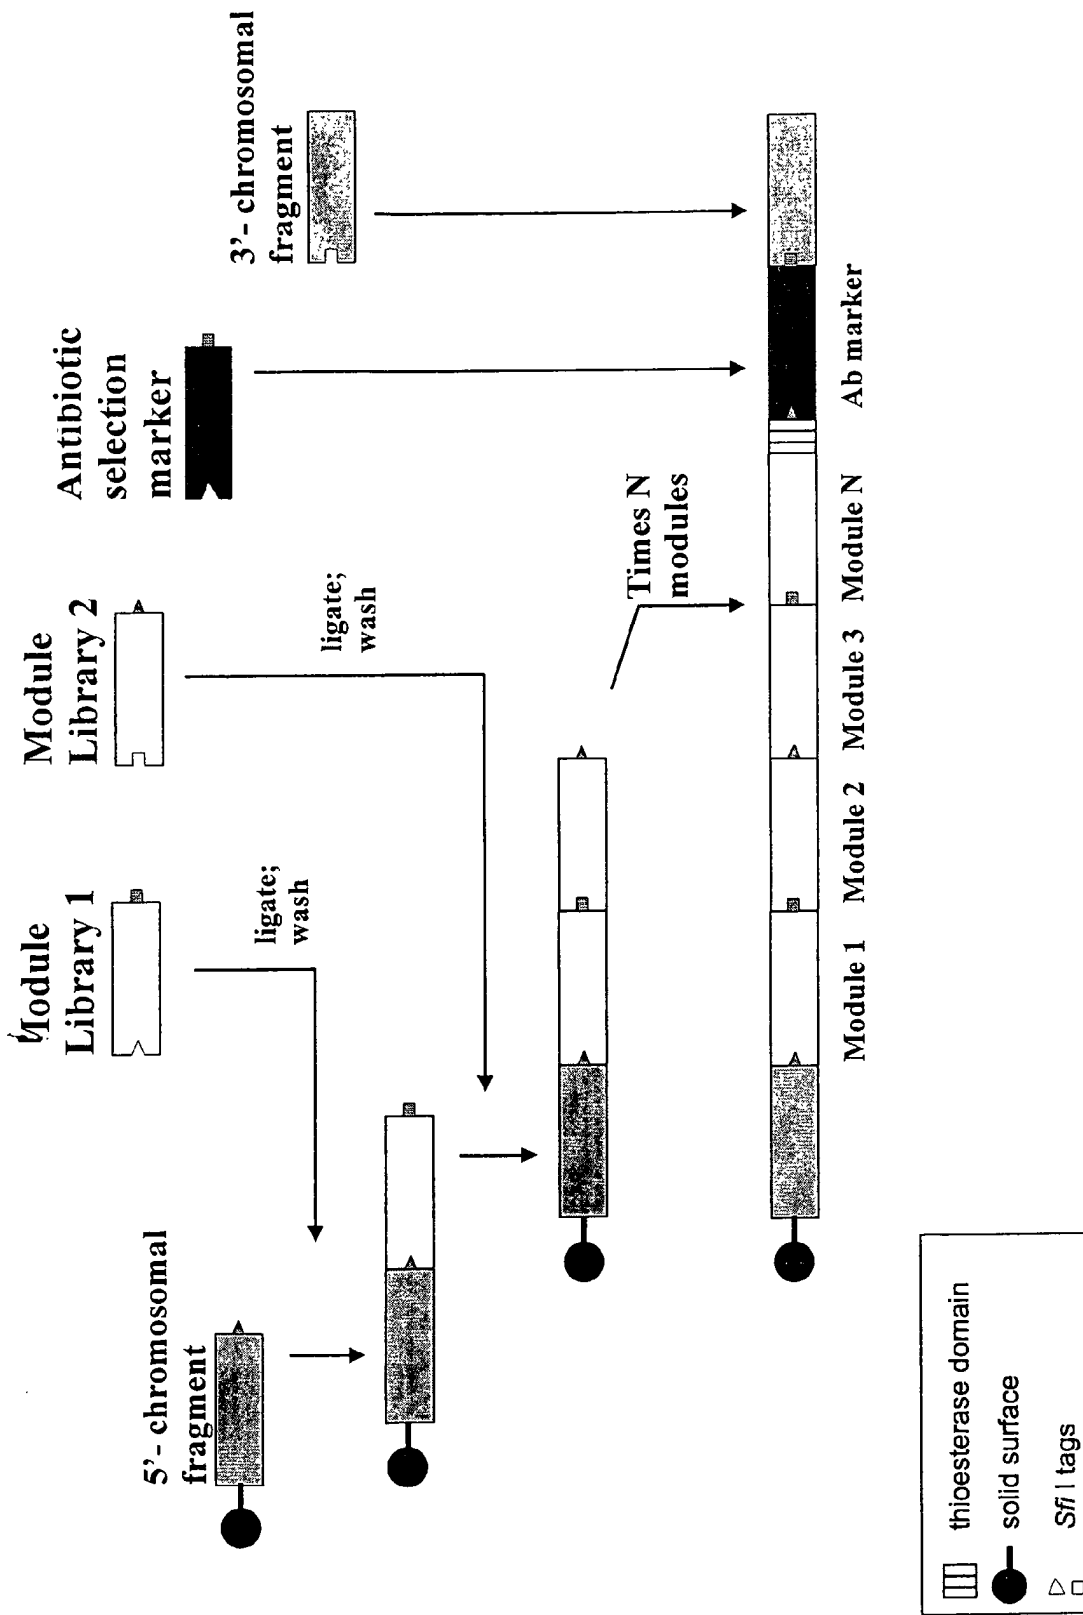 5'- chromosomal
fragment
Module
Library 1
ligate;
wash
Module
Library 2
ligate;
wash
Antibiotic
selection
marker
3'- chromosomal
fragment
Times N
modules
Module 1
Module 2
Module 3
Module N
Ab marker
thioesterase domain
solid surface
Sfi I tags